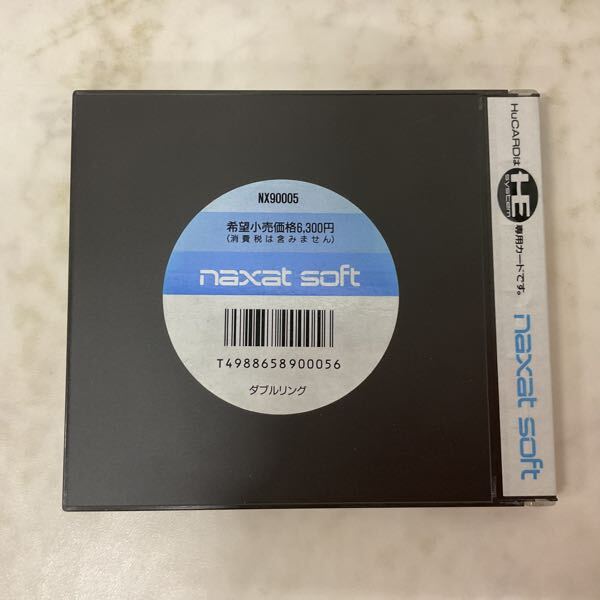 NX90005
希望小売価格6,300円
(消費税は含みません)
naxat soft
T4988658900056
ダブルリング
HuCARDは
HE
SYSTEM
専用カードです。
naxat soft